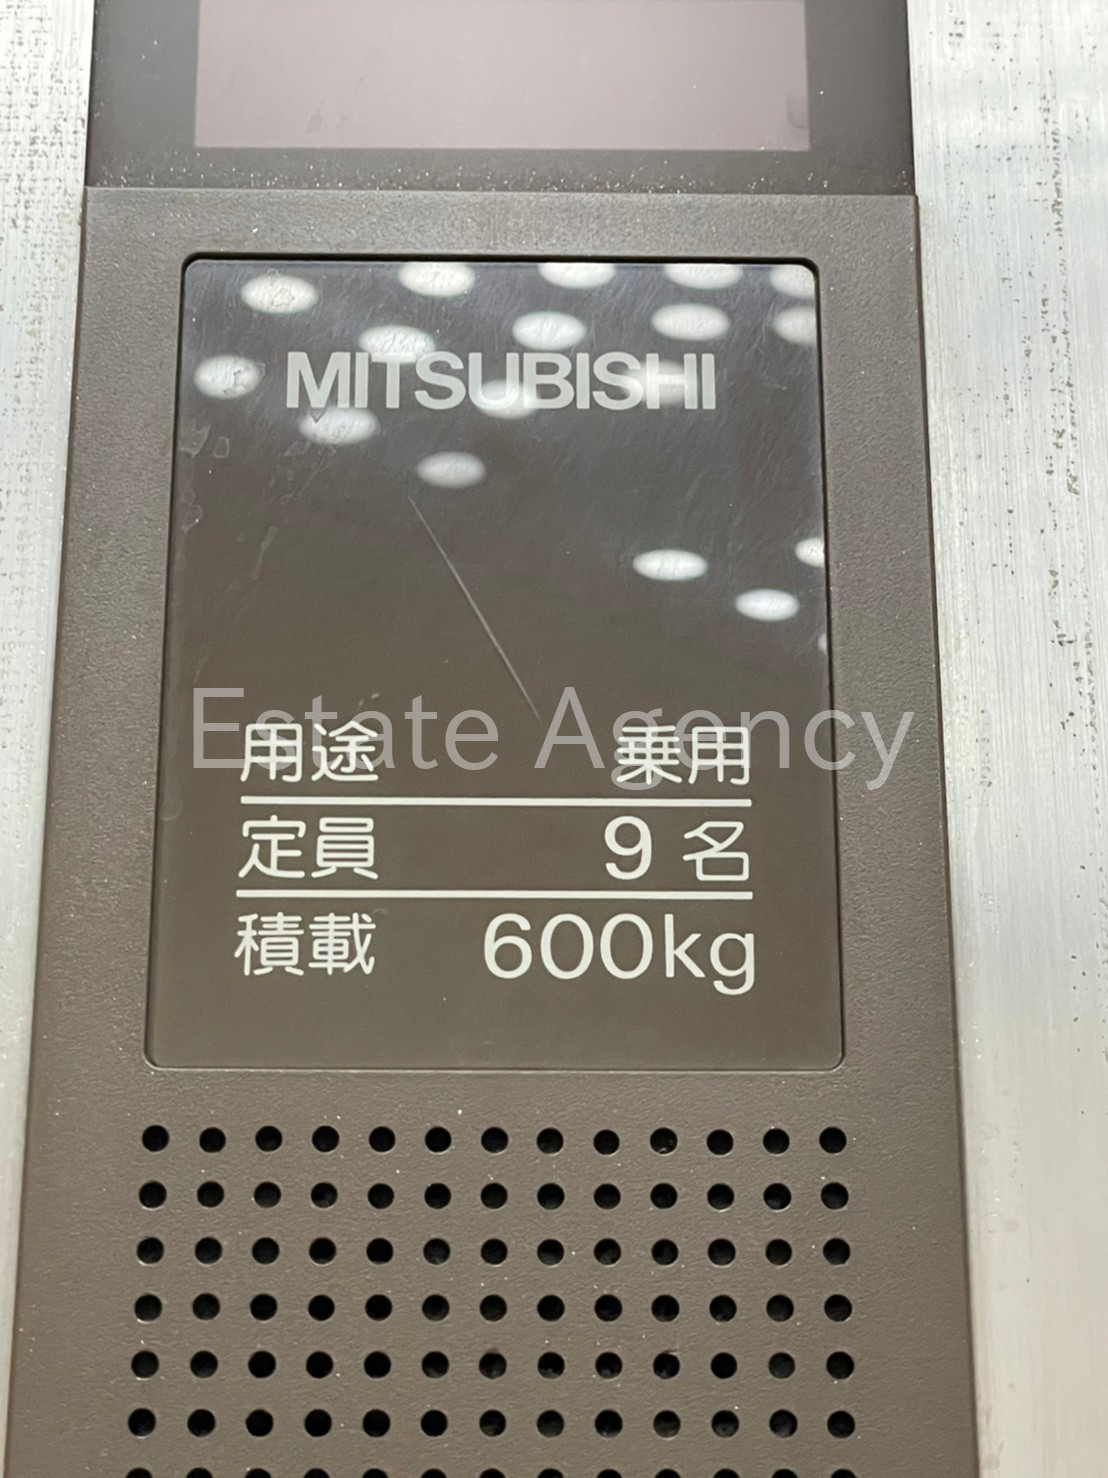 MITSUBISHI
Estate Agency
用途 乗用
定員 9名
積載 600kg